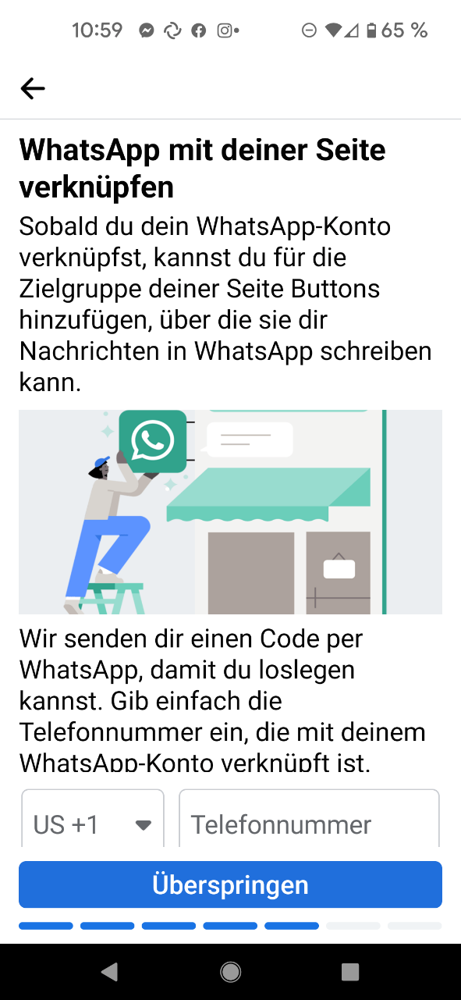 10:59
65 %
WhatsApp mit deiner Seite
verknüpfen
Sobald du dein WhatsApp-Konto
verknüpfst, kannst du für die
Zielgruppe deiner Seite Buttons
hinzufügen, über die sie dir
Nachrichten in WhatsApp schreiben
kann.
Wir senden dir einen Code per
WhatsApp, damit du loslegen
kannst. Gib einfach die
Telefonnummer ein, die mit deinem
WhatsApp-Konto verknüpft ist.
US +1
Telefonnummer
Überspringen